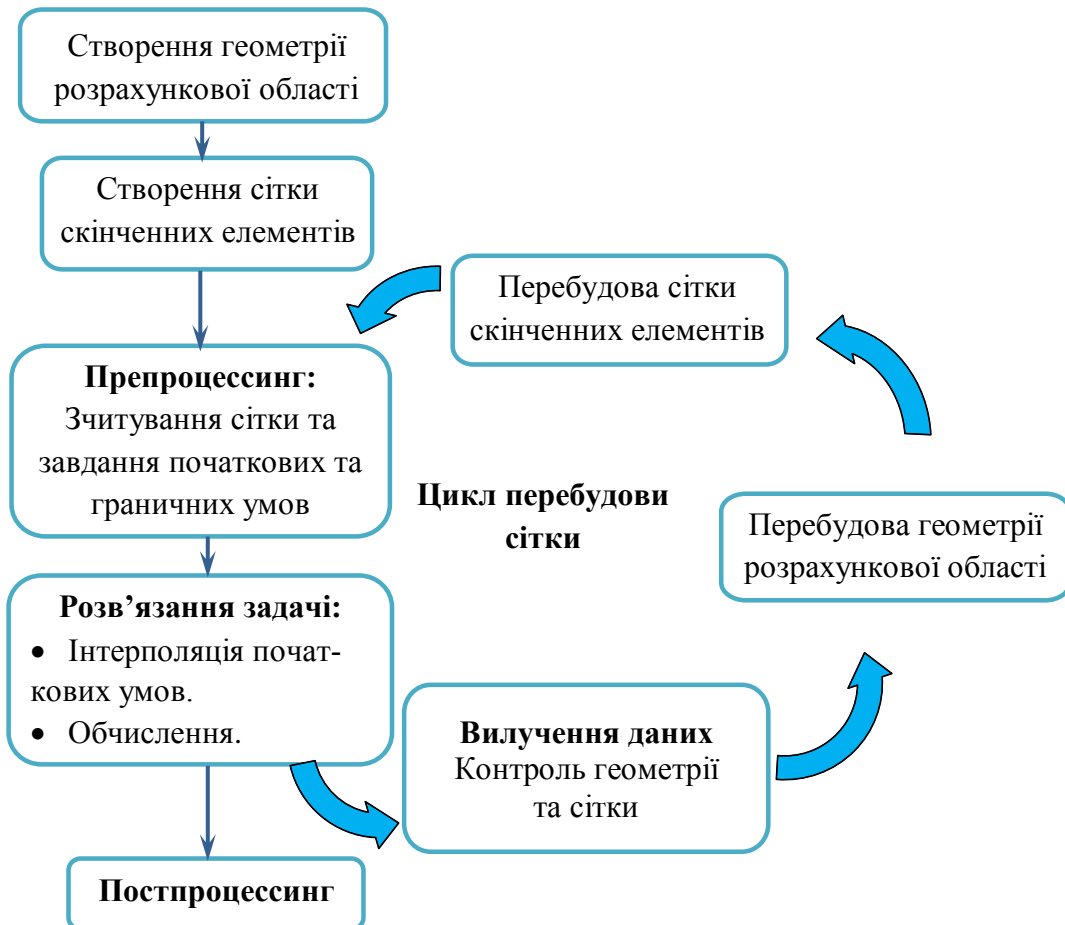 Створення геометрії
розрахункової області
Створення сітки
скінченних елементів
Перебудова сітки
скінченних елементів
Препроцессинг:
Зчитування сітки та
завдання початкових та
граничних умов
Цикл перебудови
сітки
Перебудова геометрії
розрахункової області
Розв’язання задачі:
• Інтерполяція почат-
кових умов.
• Обчислення.
Вилучення даних
Контроль геометрії
та сітки
Постпроцессинг